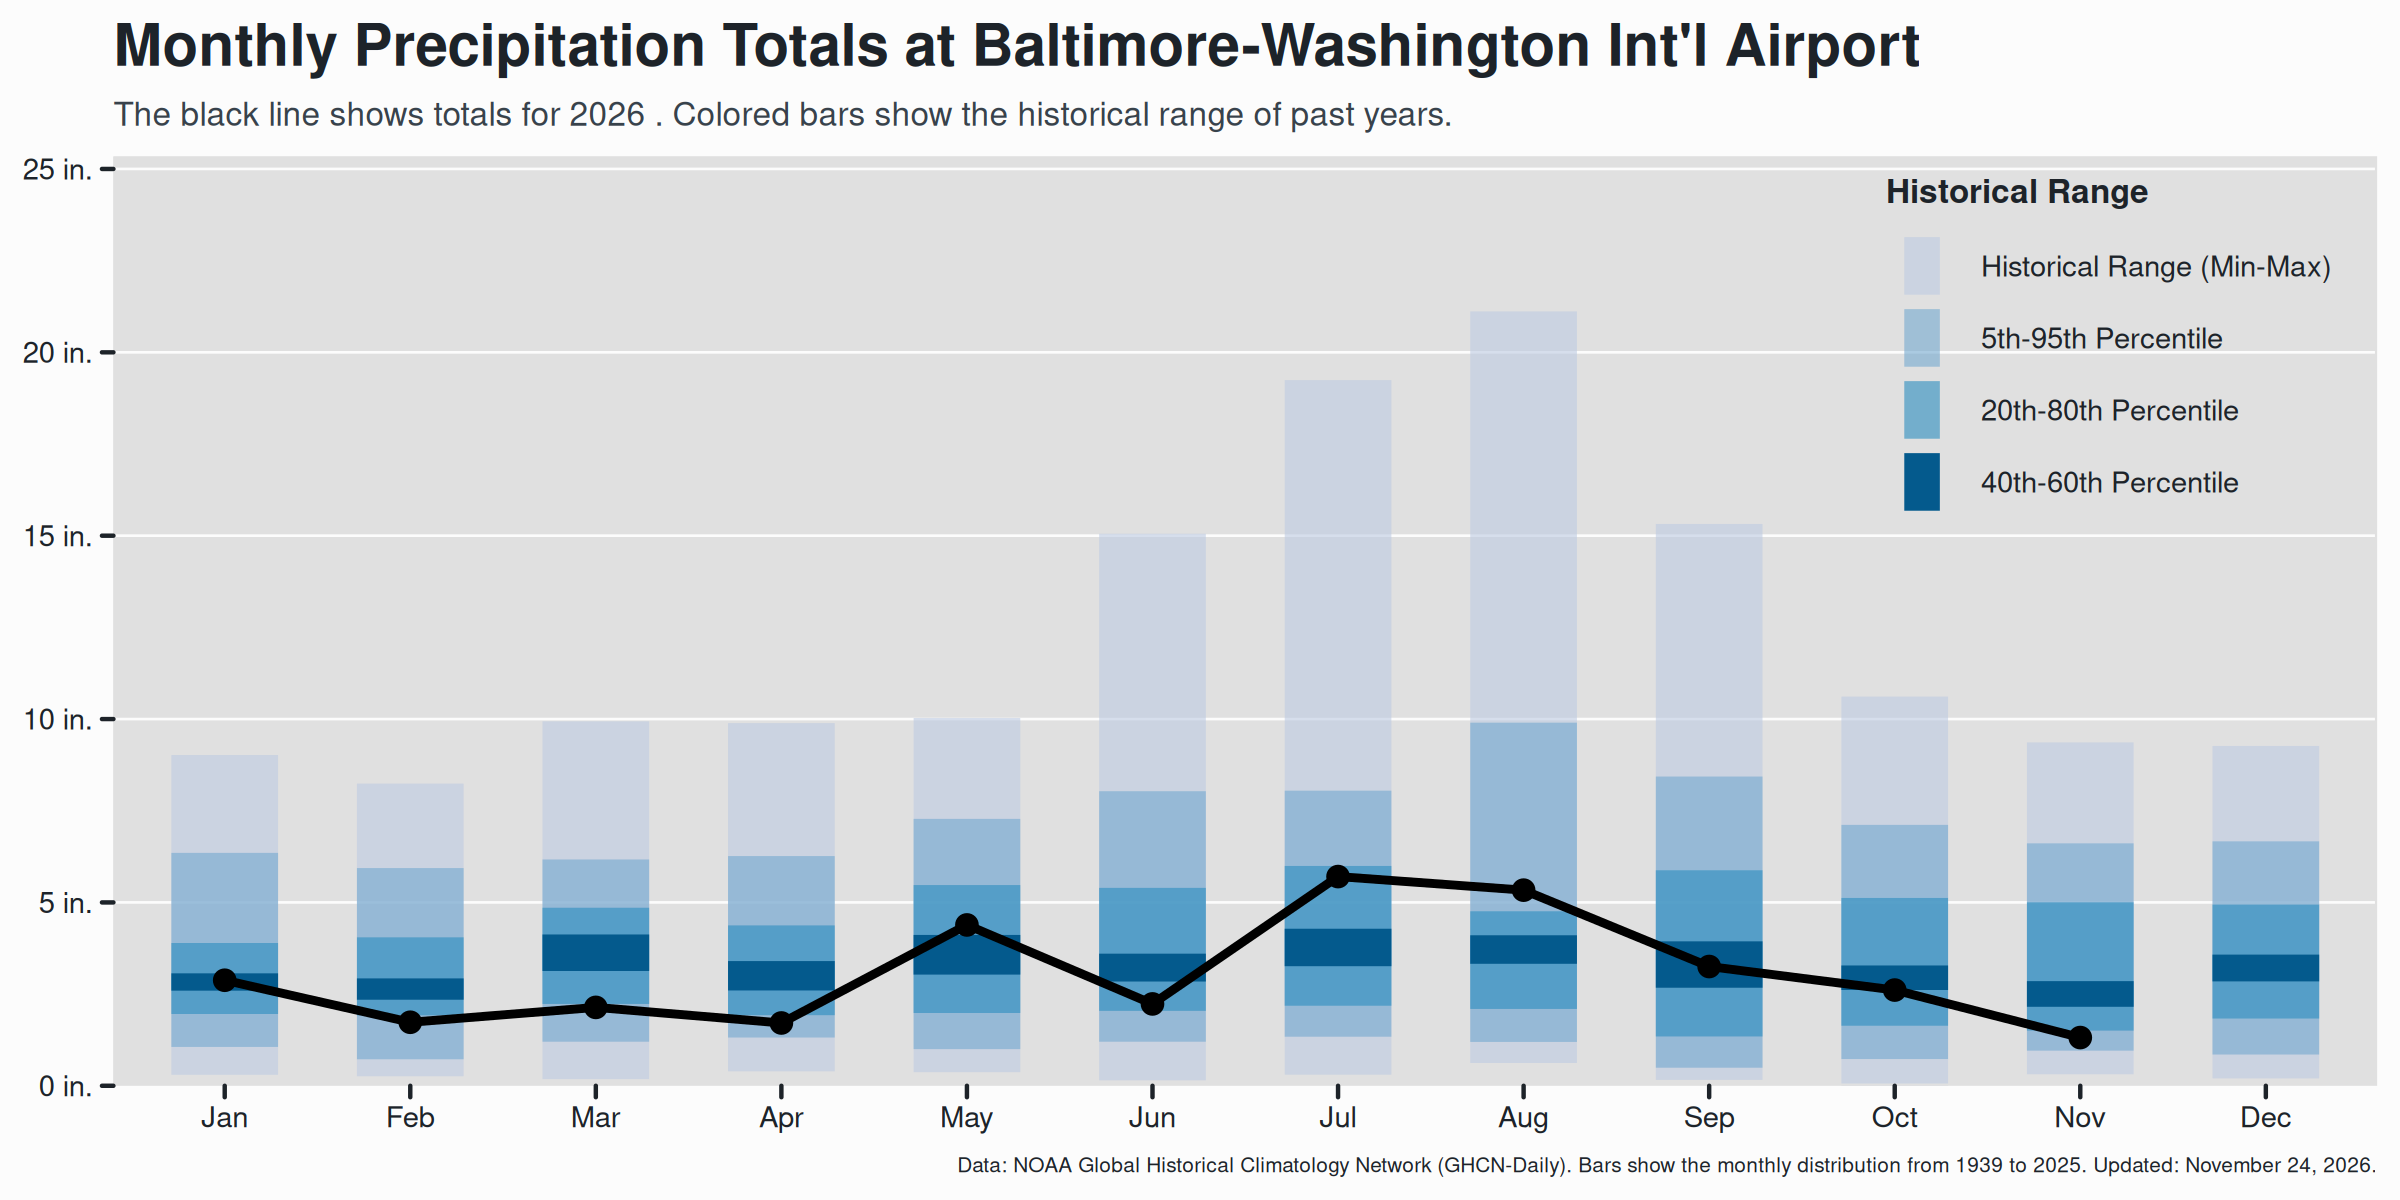 Monthly Precipitation Totals at Baltimore-Washington Int'l Airport
The black line shows totals for 2026 . Colored bars show the historical range of past years.
25 in.
20 in.
15 in.
10 in.
5 in.
0 in.
Historical Range
Historical Range (Min-Max)
5th-95th Percentile
20th-80th Percentile
40th-60th Percentile
Jan Feb Mar Apr May Jun Jul Aug Sep Oct Nov Dec
Data: NOAA Global Historical Climatology Network (GHCN-Daily). Bars show the monthly distribution from 1939 to 2025. Updated: November 24, 2026.